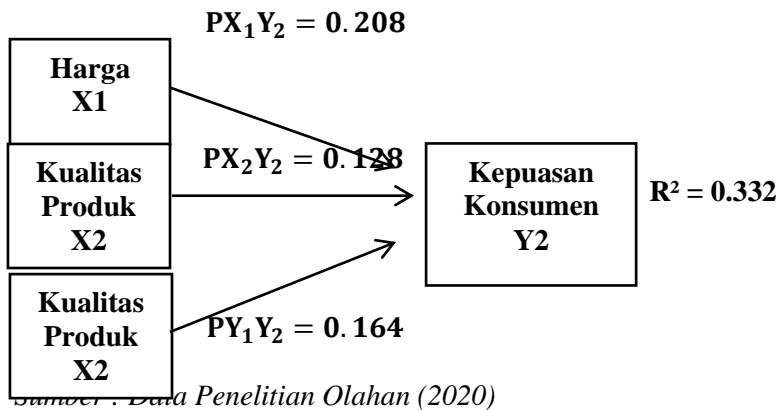 PX₁Y₂ = 0.208
Harga
X1
PX₂Y₂ = 0.128
Kualitas
Produk
X2
Kepuasan
Konsumen
Y2
R² = 0.332
Kualitas
Produk
X2
PY₁Y₂ = 0.164
Sumber : Data Penelitian Olahan (2020)